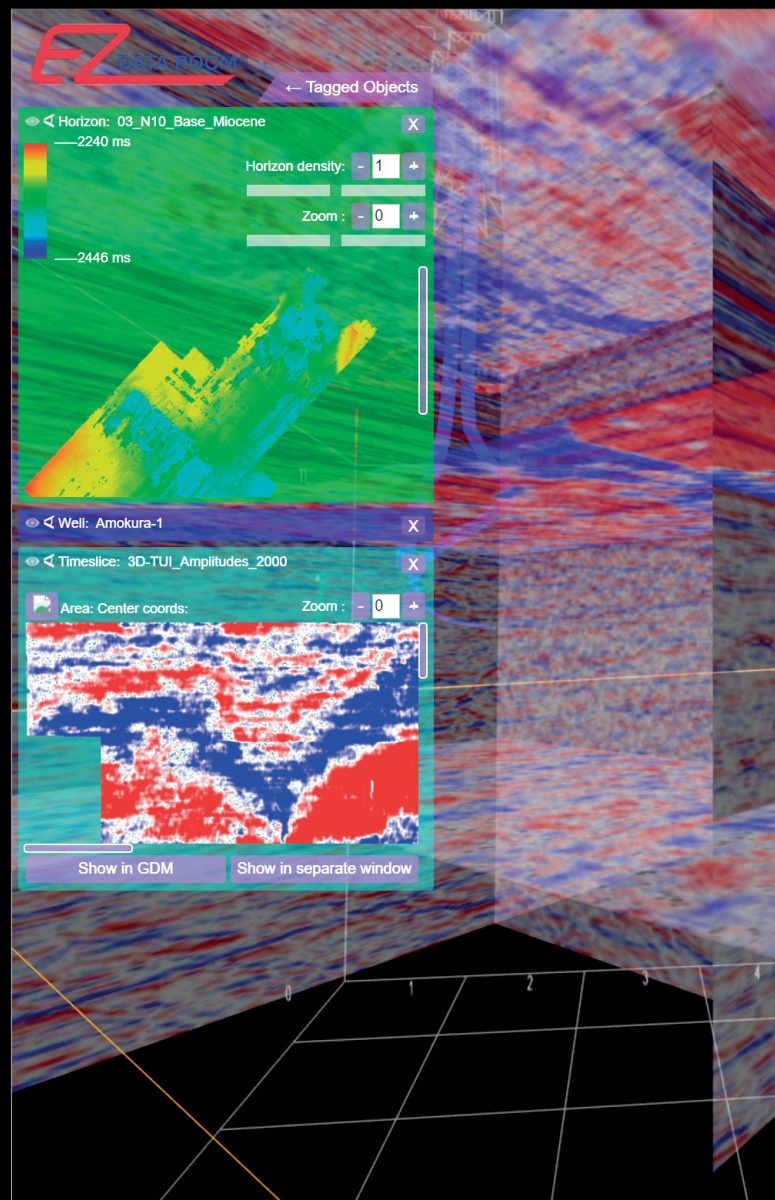 EZ
DATA ROOM
← Tagged Objects
Horizon: 03_N10_Base_Miocene
X
2240 ms
Horizon density: - 1 +
Zoom : - 0 +
2446 ms
Well: Amokura-1
X
Timeslice: 3D-TUI_Amplitudes_2000
X
Area: Center coords:
Zoom : - 0 +
Show in GDM
Show in separate window
0 1 2 3 4